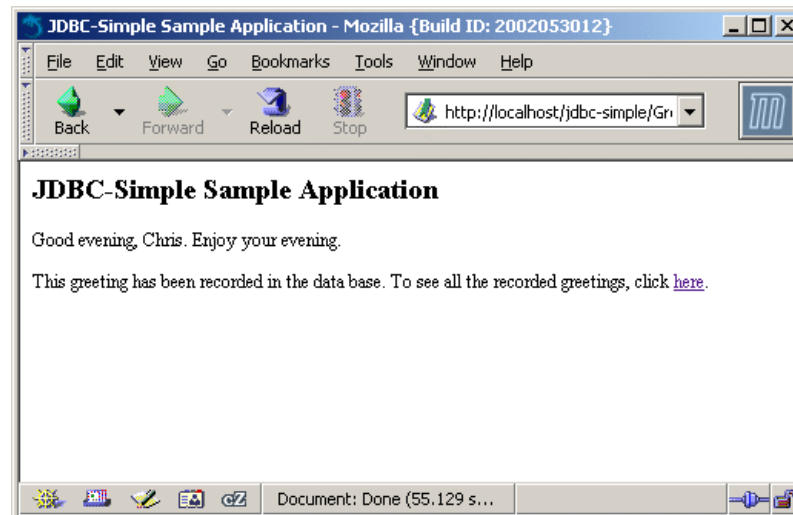 JDBC-Simple Sample Application - Mozilla {Build ID: 2002053012}
File Edit View Go Bookmarks Tools Window Help
Back Forward Reload Stop http://localhost/jdbc-simple/Gr
JDBC-Simple Sample Application
Good evening, Chris. Enjoy your evening.
This greeting has been recorded in the data base. To see all the recorded greetings, click here.
Document: Done (55.129 s...